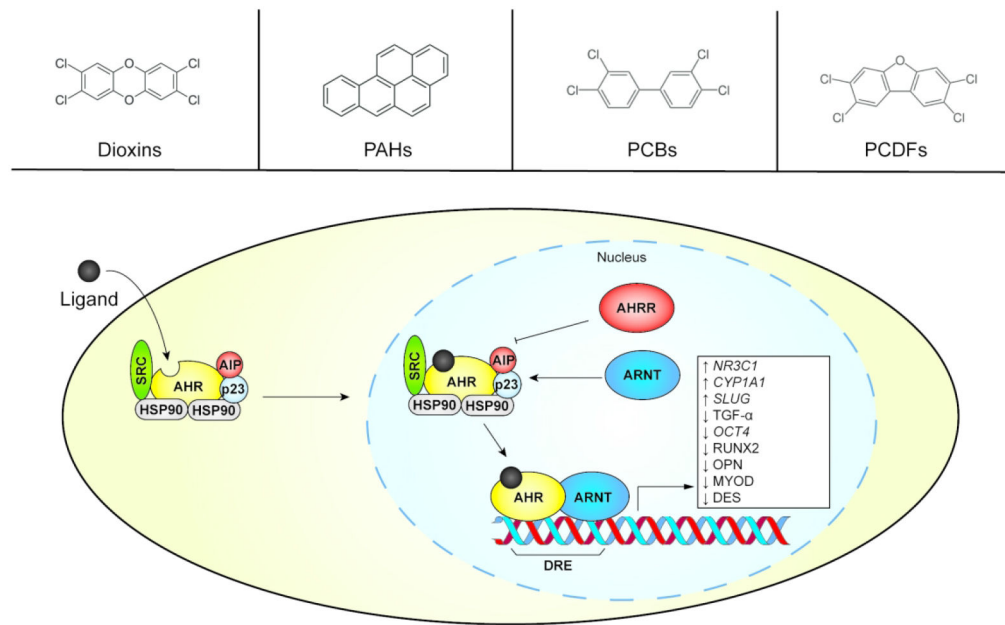 Cl
Cl
O
O
Cl
Cl
Dioxins
PAHs
Cl
Cl
Cl
Cl
PCBs
O
Cl
Cl
Cl
Cl
PCDFs
Nucleus
Ligand
SRC
AHR
AIP
p23
HSP90
HSP90
SRC
AHR
AIP
p23
HSP90
HSP90
AHRR
ARNT
↑ NR3C1
↑ CYP1A1
↑ SLUG
↓ TGF-α
↓ OCT4
↓ RUNX2
↓ OPN
↓ MYOD
↓ DES
AHR
ARNT
DRE